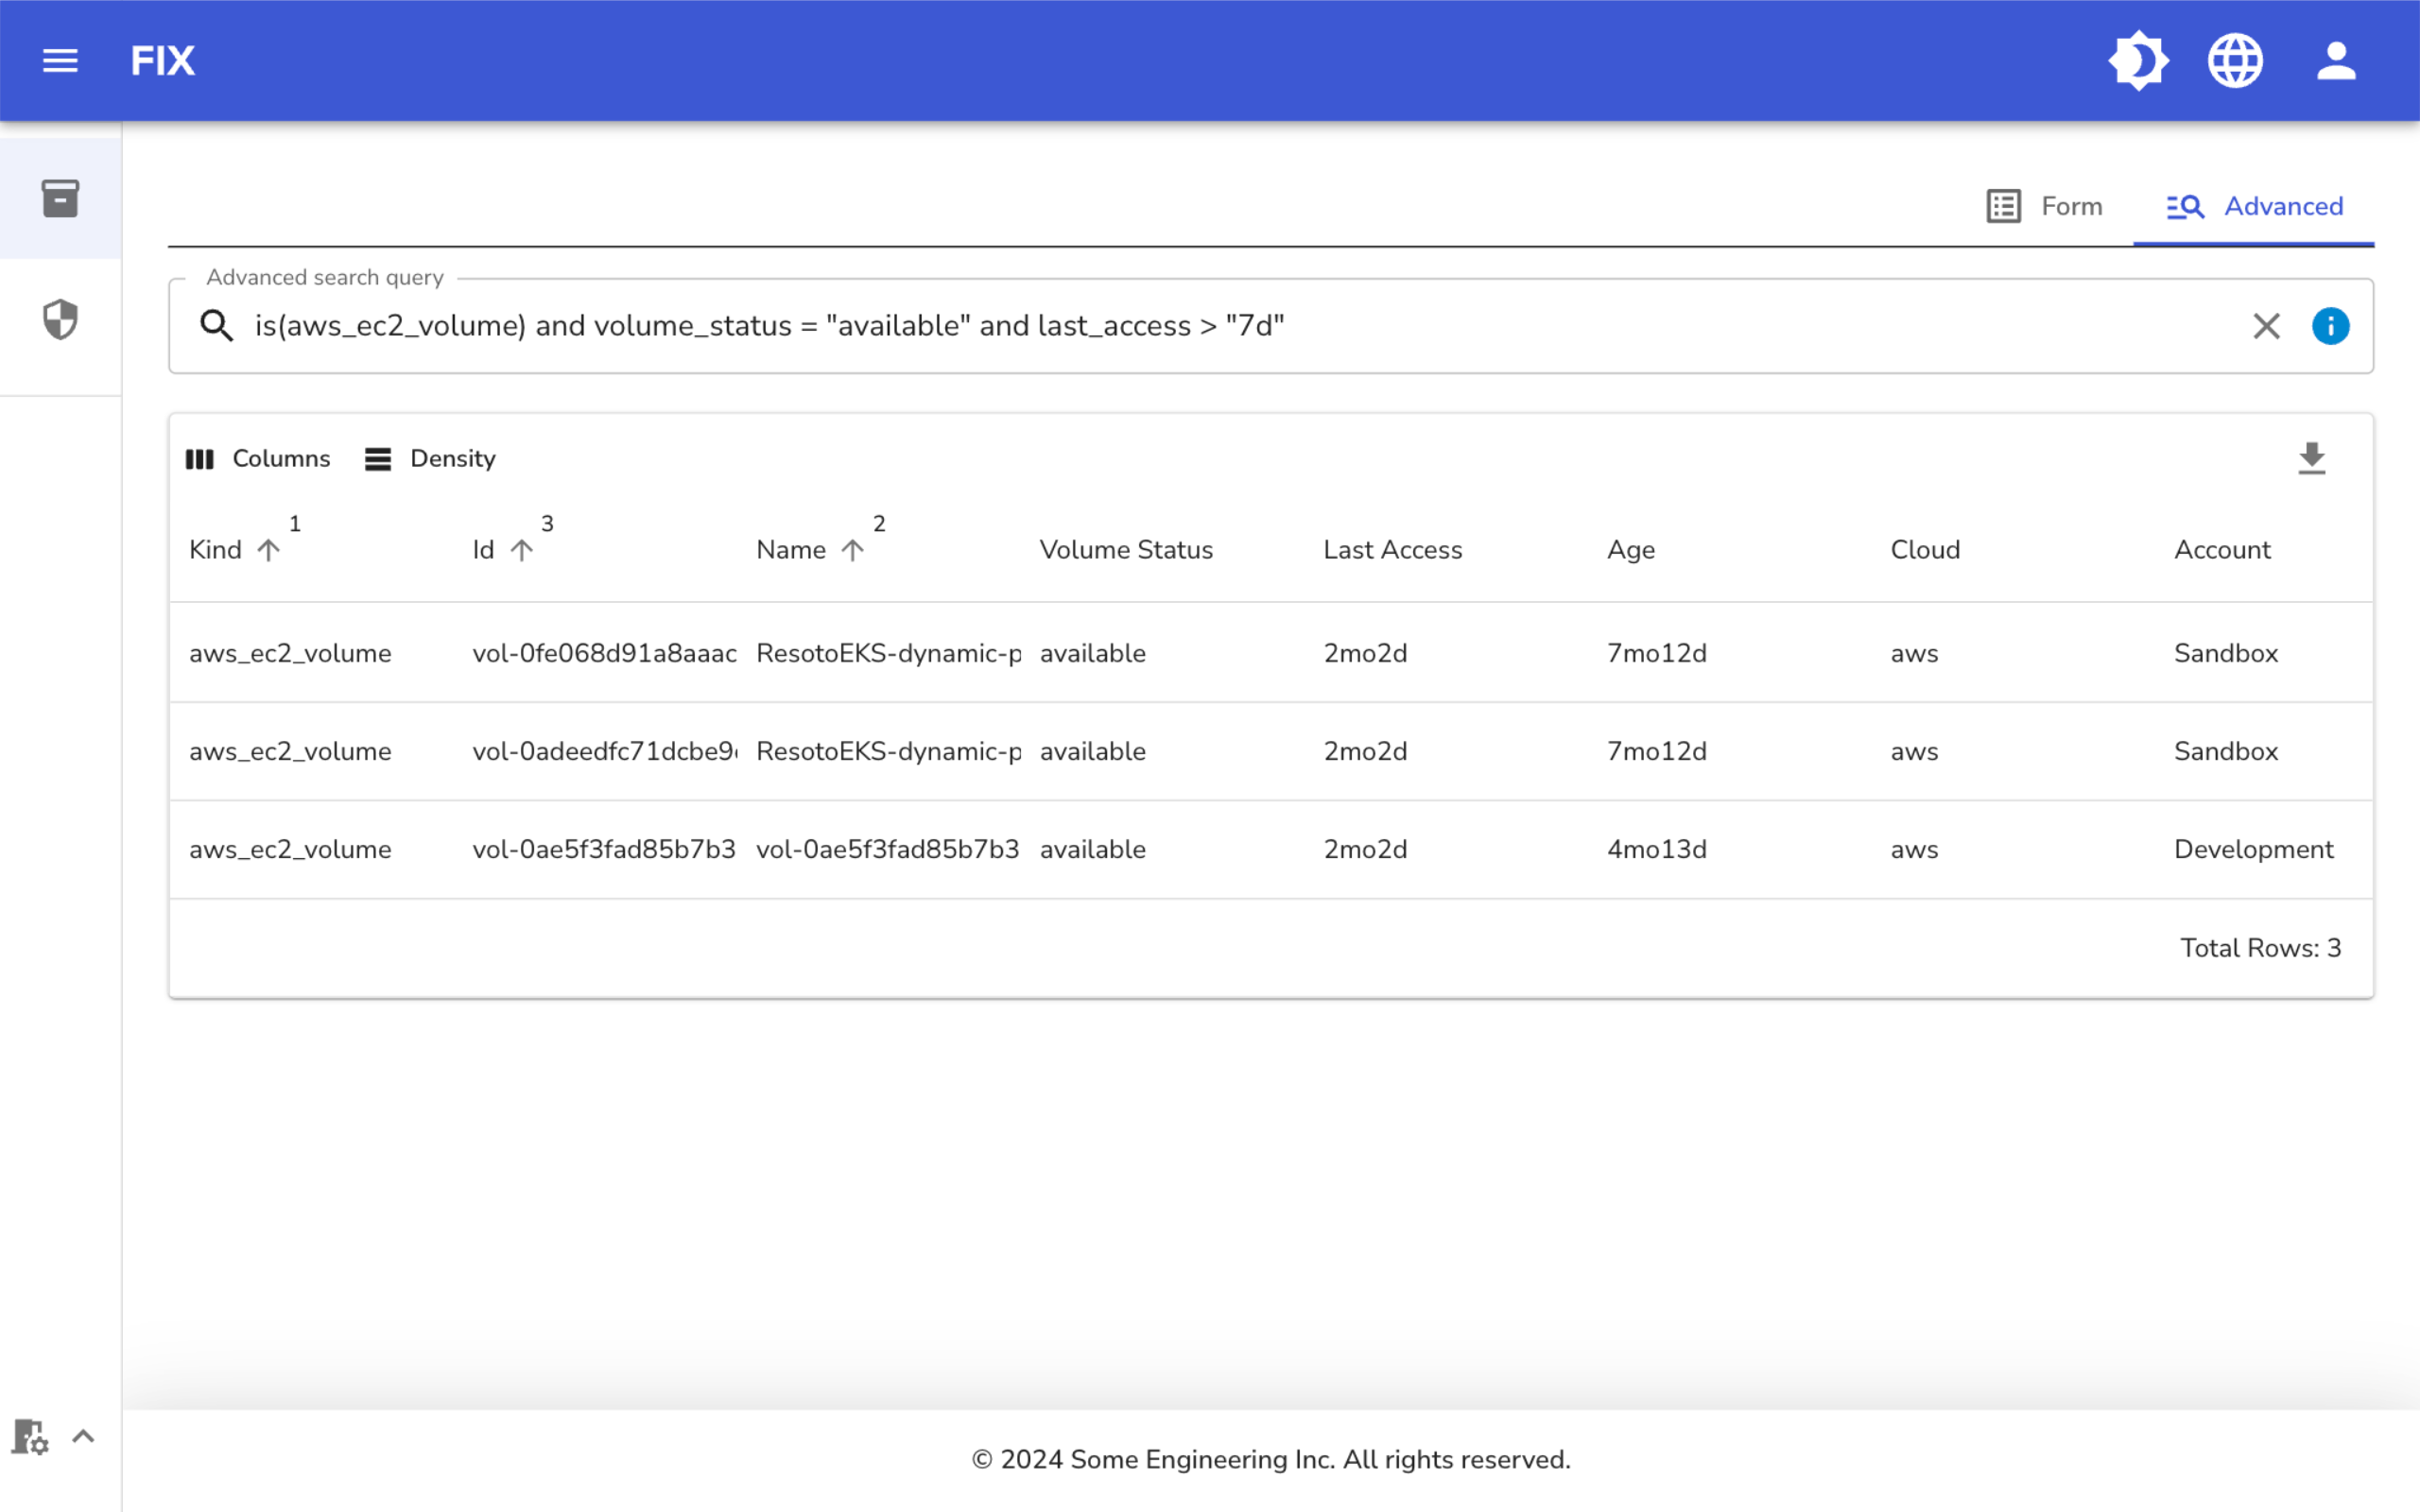 FIX
Form Advanced
Advanced search query
is(aws_ec2_volume) and volume_status = "available" and last_access > "7d"
Columns Density
Kind 1 Id 3 Name 2 Volume Status Last Access Age Cloud Account
aws_ec2_volume vol-0fe068d91a8aaac ResotoEKS-dynamic-p available 2mo2d 7mo12d aws Sandbox
aws_ec2_volume vol-0adeedfc71dcbe9 ResotoEKS-dynamic-p available 2mo2d 7mo12d aws Sandbox
aws_ec2_volume vol-0ae5f3fad85b7b3 vol-0ae5f3fad85b7b3 available 2mo2d 4mo13d aws Development
Total Rows: 3
© 2024 Some Engineering Inc. All rights reserved.